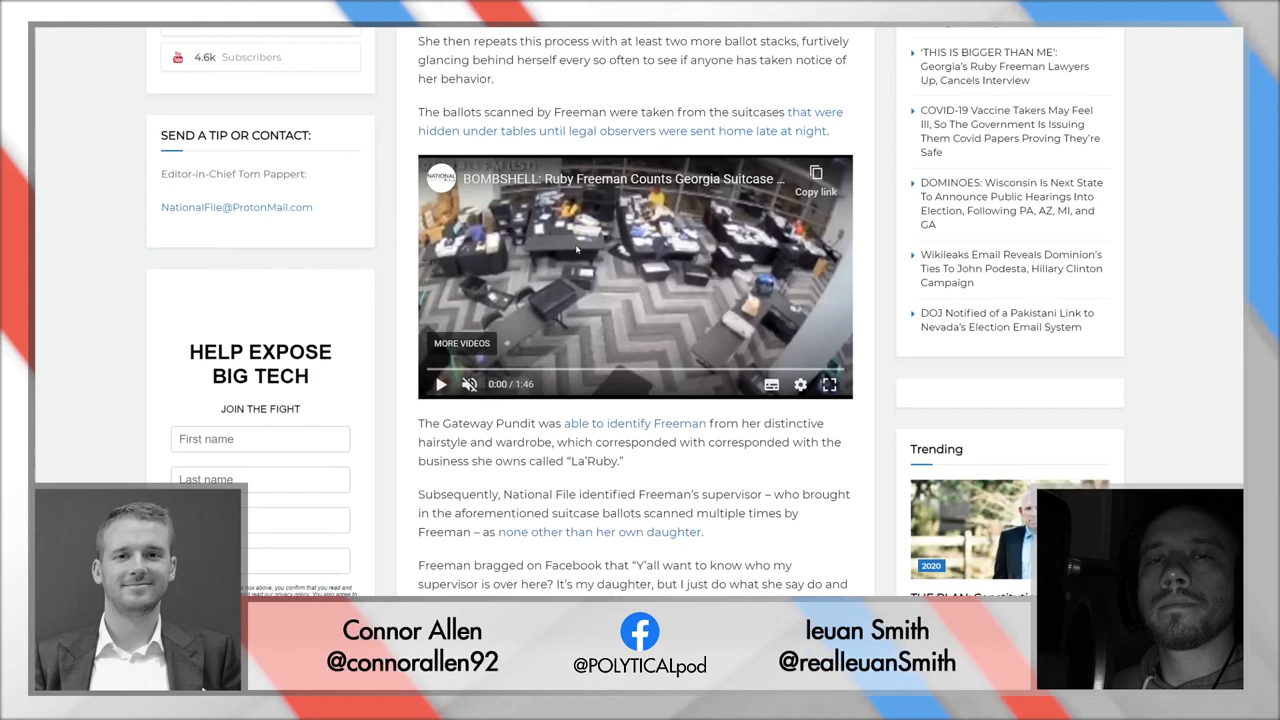 4.6k Subscribers
SEND A TIP OR CONTACT:
Editor-in-Chief Tom Pappert:
NationalFile@ProtonMail.com
HELP EXPOSE
BIG TECH
JOIN THE FIGHT
First name
Last name
box above, you confirm that you read and
She then repeats this process with at least two more ballot stacks, furtively
glancing behind herself every so often to see if anyone has taken notice of
her behavior.
The ballots scanned by Freeman were taken from the suitcases that were
hidden under tables until legal observers were sent home late at night.
NATIONAL
BOMBSHELL: Ruby Freeman Counts Georgia Suitcase ...
Copy link
MORE VIDEOS
0:00 / 1:46
The Gateway Pundit was able to identify Freeman from her distinctive
hairstyle and wardrobe, which corresponded with corresponded with the
business she owns called “La’Ruby.”
Subsequently, National File identified Freeman’s supervisor – who brought
in the aforementioned suitcase ballots scanned multiple times by
Freeman – as none other than her own daughter.
Freeman bragged on Facebook that “Y’all want to know who my
supervisor is over here? It’s my daughter, but I just do what she say do and
‘THIS IS BIGGER THAN ME’:
Georgia’s Ruby Freeman Lawyers
Up, Cancels Interview
COVID-19 Vaccine Takers May Feel
Ill, So The Government Is Issuing
Them Covid Papers Proving They’re
Safe
DOMINOES: Wisconsin Is Next State
To Announce Public Hearings Into
Election, Following PA, AZ, MI, and
GA
Wikileaks Email Reveals Dominion’s
Ties To John Podesta, Hillary Clinton
Campaign
DOJ Notified of a Pakistani Link to
Nevada’s Election Email System
Trending
2020
Connor Allen
@connorallen92
@POLYTICALpod
Ieuan Smith
@realIeuanSmith